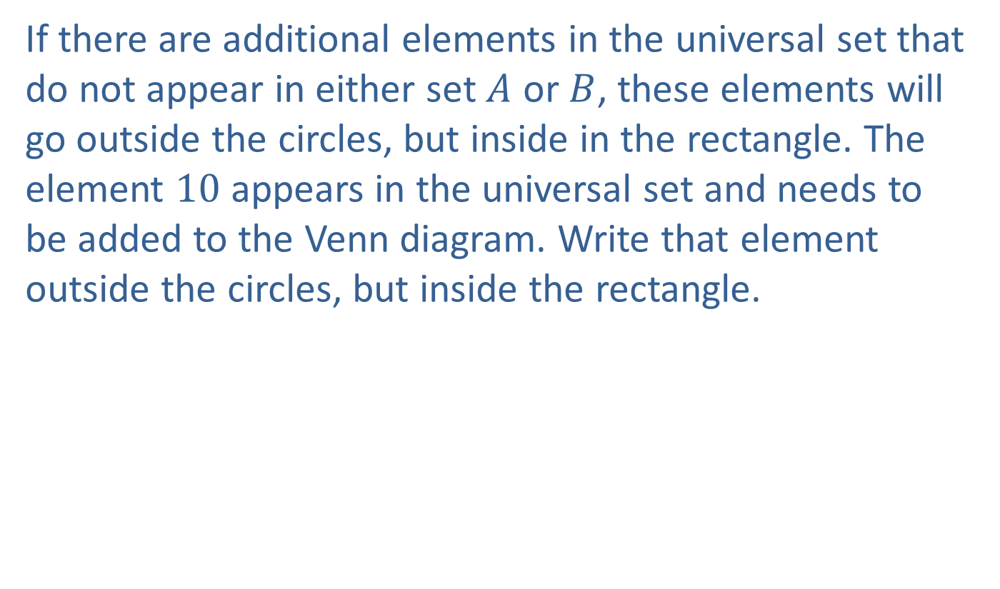 If there are additional elements in the universal set that
do not appear in either set A or B, these elements will
go outside the circles, but inside in the rectangle. The
element 10 appears in the universal set and needs to
be added to the Venn diagram. Write that element
outside the circles, but inside the rectangle.